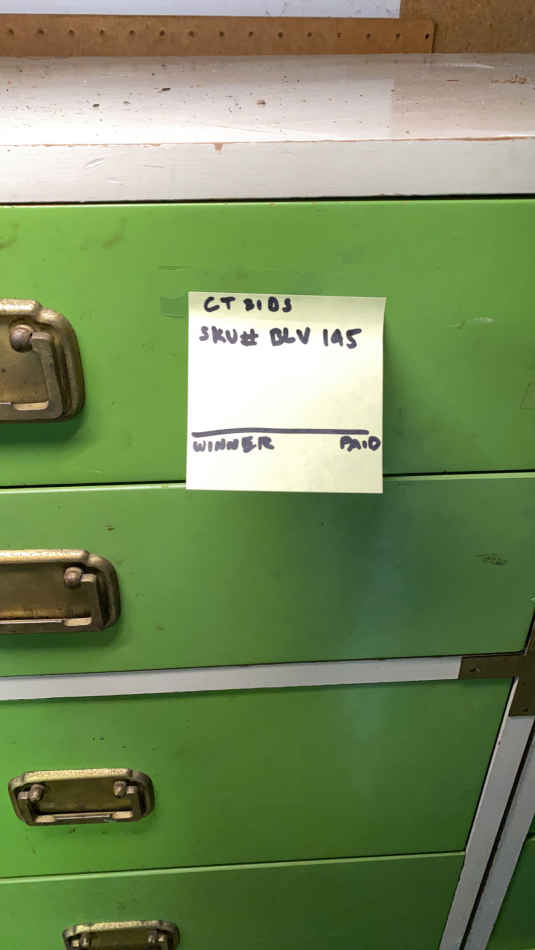 CT BIDS
SKU# BLV 195
WINNER PAID